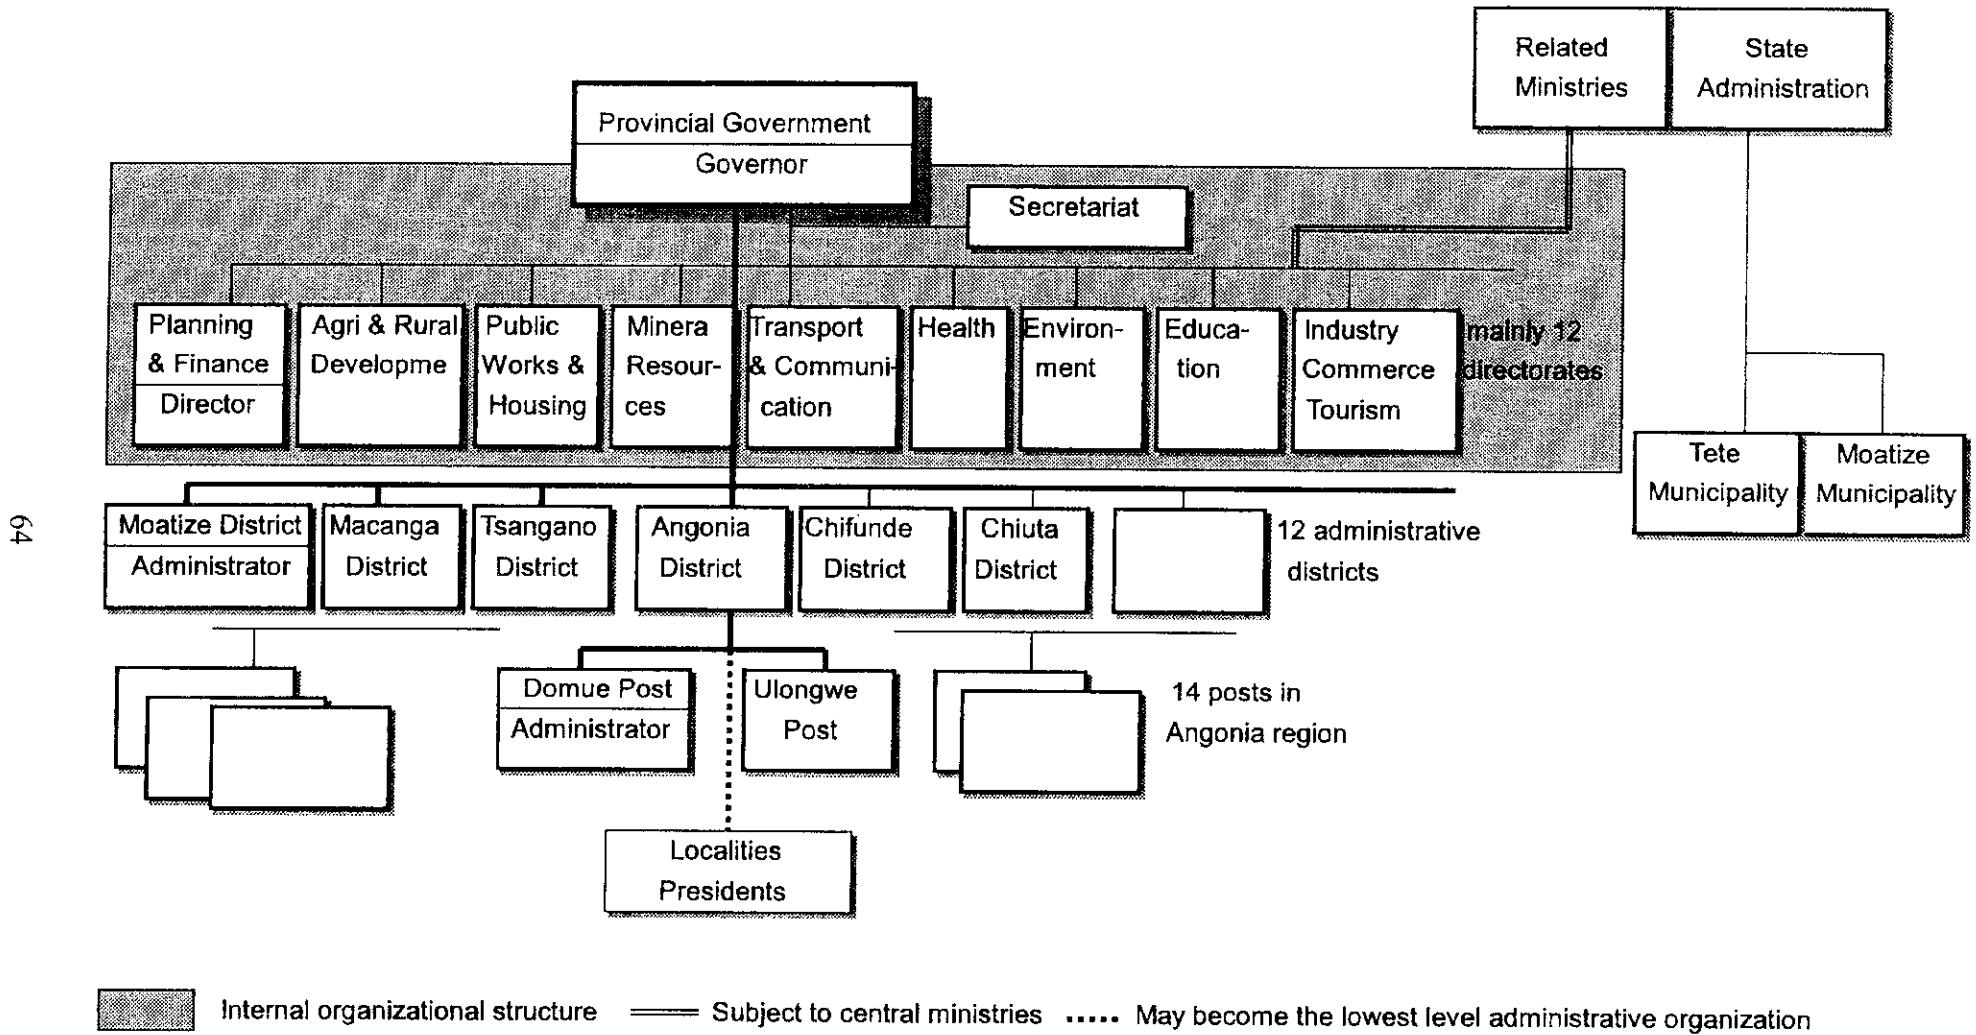 Related
Ministries
State
Administration
Provincial Government
Governor
Secretariat
Planning
& Finance
Director
Agri & Rural
Developme
Public
Works &
Housing
Minera
Resour-
ces
Transport
& Communi-
cation
Health
Environ-
ment
Educa-
tion
Industry
Commerce
Tourism
mainly 12
directorates
Tete
Municipality
Moatize
Municipality
Moatize District
Administrator
Macanga
District
Tsangano
District
Angonia
District
Chifunde
District
Chiuta
District
12 administrative
districts
Domue Post
Administrator
Ulongwe
Post
14 posts in
Angonia region
Localities
Presidents
64
Internal organizational structure
Subject to central ministries
May become the lowest level administrative organization